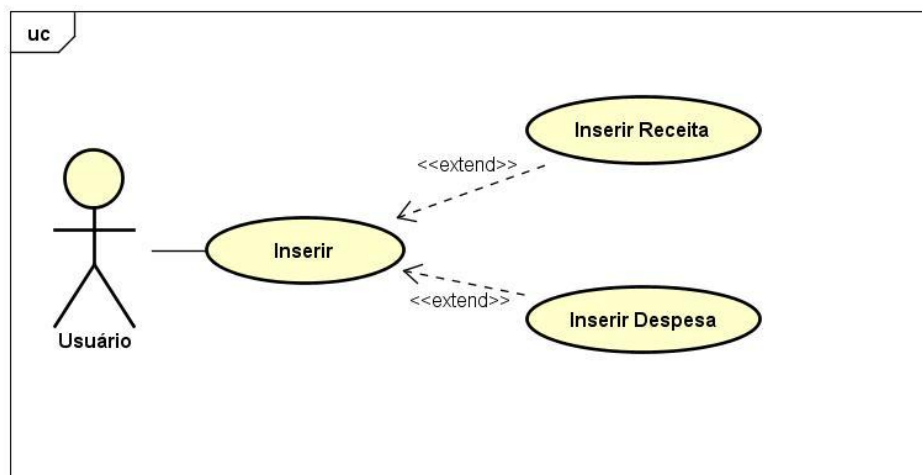 uc
Inserir Receita
<<extend>>
Inserir
<<extend>>
Inserir Despesa
Usuário